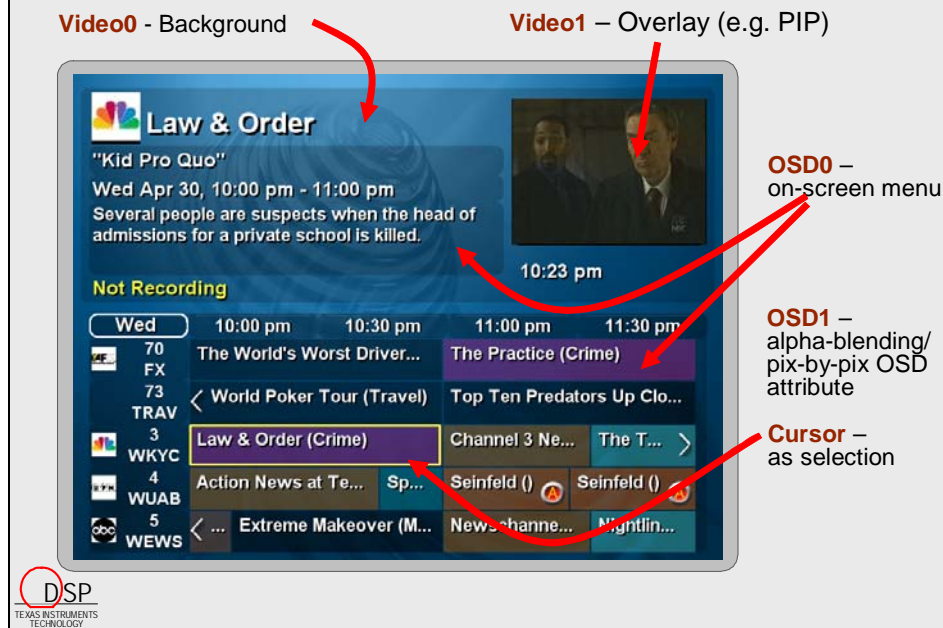 Video0 - Background
Video1 – Overlay (e.g. PIP)
Law & Order
"Kid Pro Quo"
Wed Apr 30, 10:00 pm - 11:00 pm
Several people are suspects when the head of
admissions for a private school is killed.
10:23 pm
Not Recording
OSD0 –
on-screen menu
OSD1 –
alpha-blending/
pix-by-pix OSD
attribute
Cursor –
as selection
Wed 10:00 pm 10:30 pm 11:00 pm 11:30 pm
70
FX
The World's Worst Driver... The Practice (Crime)
73
TRAV
World Poker Tour (Travel) Top Ten Predators Up Clo...
3
WKYC
Law & Order (Crime) Channel 3 Ne... The T...
4
WUAB
Action News at Te... Sp... Seinfeld () A Seinfeld () A
abc
5
WEWS
... Extreme Makeover (M... Newschanne... Nightlin...
DSP
TEXAS INSTRUMENTS
TECHNOLOGY